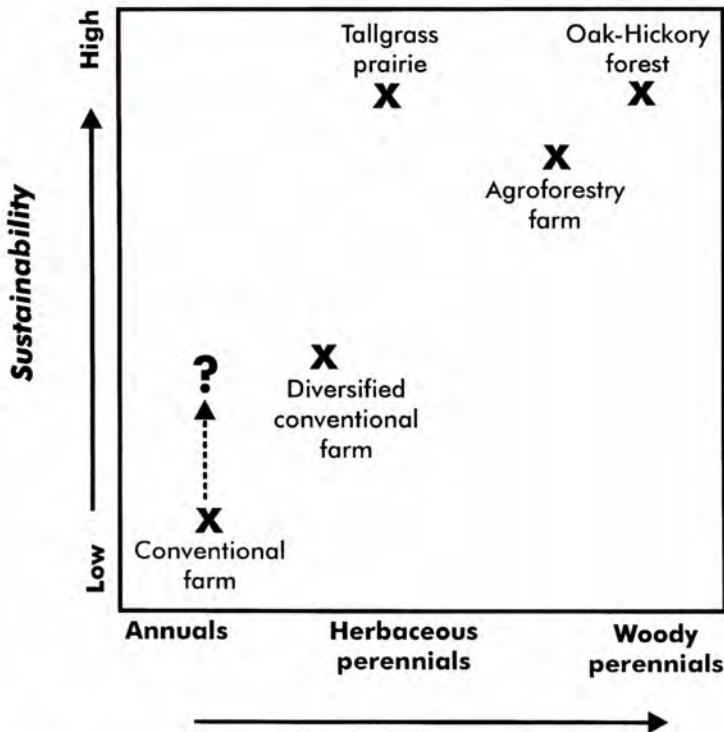 High
Sustainability
Low
Tallgrass
prairie
X
Oak-Hickory
forest
X
X
Agroforestry
farm
?
X
Diversified
conventional
farm
X
Conventional
farm
Annuals
Herbaceous
perennials
Woody
perennials